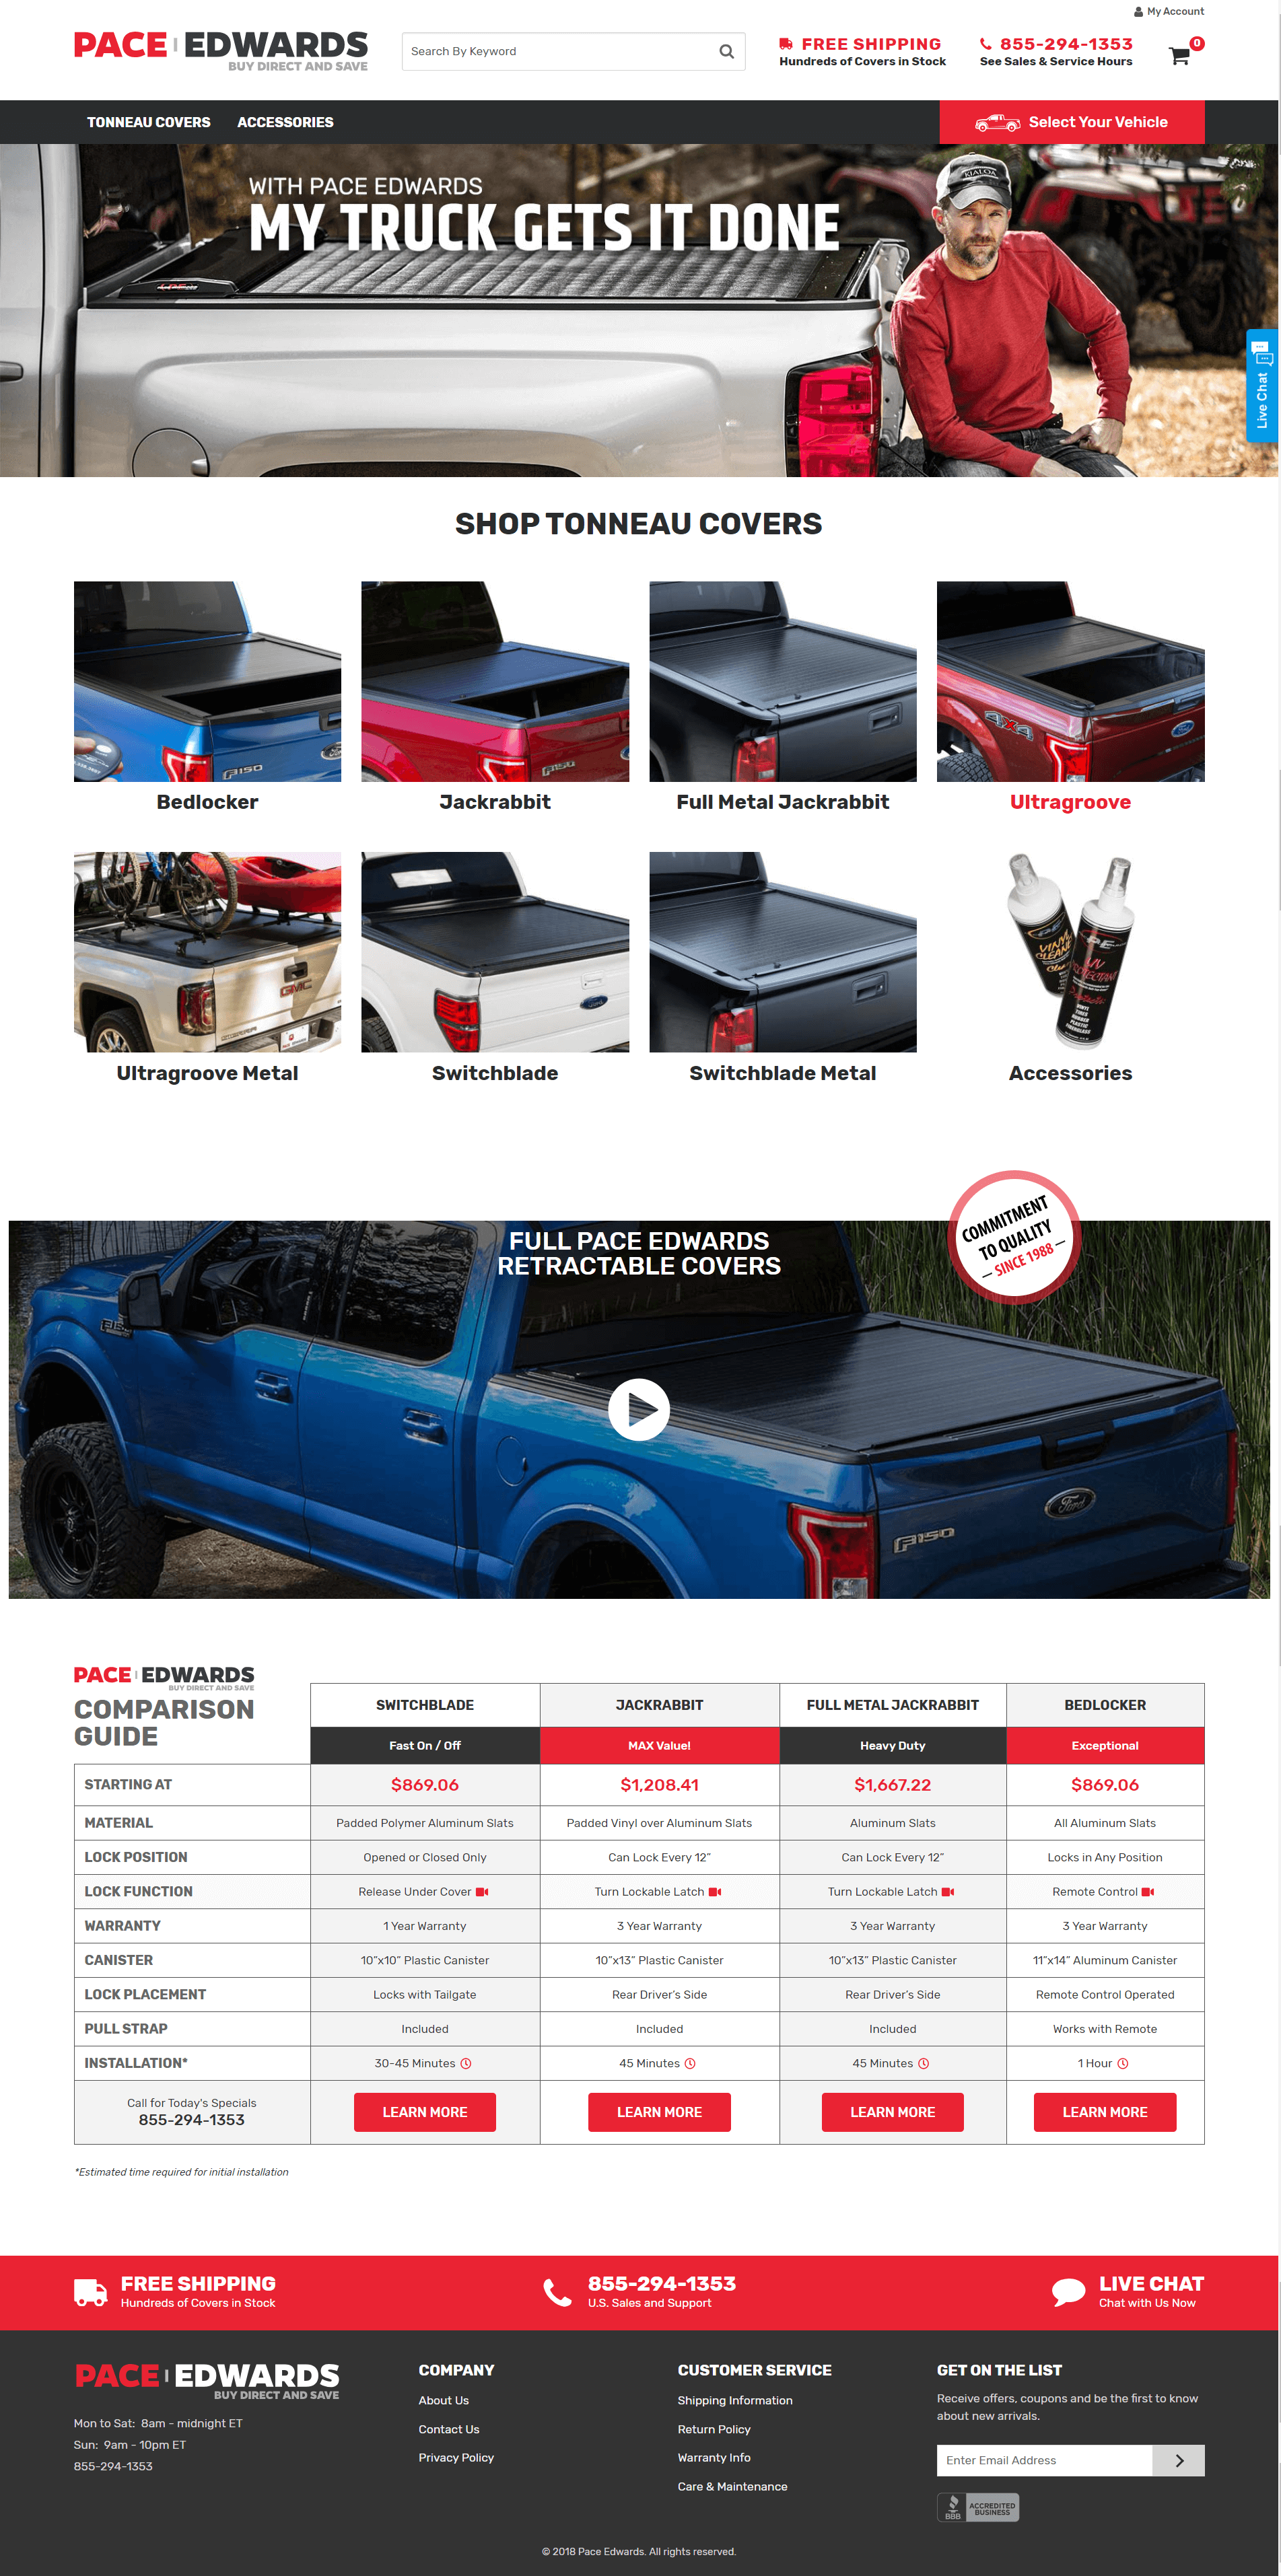 My Account
PACE EDWARDS
BUY DIRECT AND SAVE
Search By Keyword
FREE SHIPPING
Hundreds of Covers in Stock
855-294-1353
See Sales & Service Hours
0
TONNEAU COVERS ACCESSORIES
Select Your Vehicle
WITH PACE EDWARDS
MY TRUCK GETS IT DONE
KIALOA
Live Chat
SHOP TONNEAU COVERS
F150
F150
4x4
Bedlocker Jackrabbit Full Metal Jackrabbit Ultragroove
GMC
Ford
VINYL
CLEANER
Ultragroove Metal Switchblade Switchblade Metal Accessories
COMMITMENT
TO QUALITY
— SINCE 1988 —
FULL PACE EDWARDS
RETRACTABLE COVERS
Ford
F150
PACE EDWARDS
BUY DIRECT AND SAVE
COMPARISON
GUIDE
SWITCHBLADE JACKRABBIT FULL METAL JACKRABBIT BEDLOCKER
Fast On / Off MAX Value! Heavy Duty Exceptional
STARTING AT $869.06 $1,208.41 $1,667.22 $869.06
MATERIAL Padded Polymer Aluminum Slats Padded Vinyl over Aluminum Slats Aluminum Slats All Aluminum Slats
LOCK POSITION Opened or Closed Only Can Lock Every 12” Can Lock Every 12” Locks in Any Position
LOCK FUNCTION Release Under Cover Turn Lockable Latch Turn Lockable Latch Remote Control
WARRANTY 1 Year Warranty 3 Year Warranty 3 Year Warranty 3 Year Warranty
CANISTER 10”x10” Plastic Canister 10”x13” Plastic Canister 10”x13” Plastic Canister 11”x14” Aluminum Canister
LOCK PLACEMENT Locks with Tailgate Rear Driver’s Side Rear Driver’s Side Remote Control Operated
PULL STRAP Included Included Included Works with Remote
INSTALLATION* 30-45 Minutes 45 Minutes 45 Minutes 1 Hour
Call for Today's Specials
855-294-1353
LEARN MORE LEARN MORE LEARN MORE LEARN MORE
*Estimated time required for initial installation
FREE SHIPPING
Hundreds of Covers in Stock
855-294-1353
U.S. Sales and Support
LIVE CHAT
Chat with Us Now
PACE EDWARDS
BUY DIRECT AND SAVE
Mon to Sat: 8am - midnight ET
Sun: 9am - 10pm ET
855-294-1353
COMPANY
About Us
Contact Us
Privacy Policy
CUSTOMER SERVICE
Shipping Information
Return Policy
Warranty Info
Care & Maintenance
GET ON THE LIST
Receive offers, coupons and be the first to know
about new arrivals.
Enter Email Address
BBB
ACCREDITED
BUSINESS
© 2018 Pace Edwards. All rights reserved.